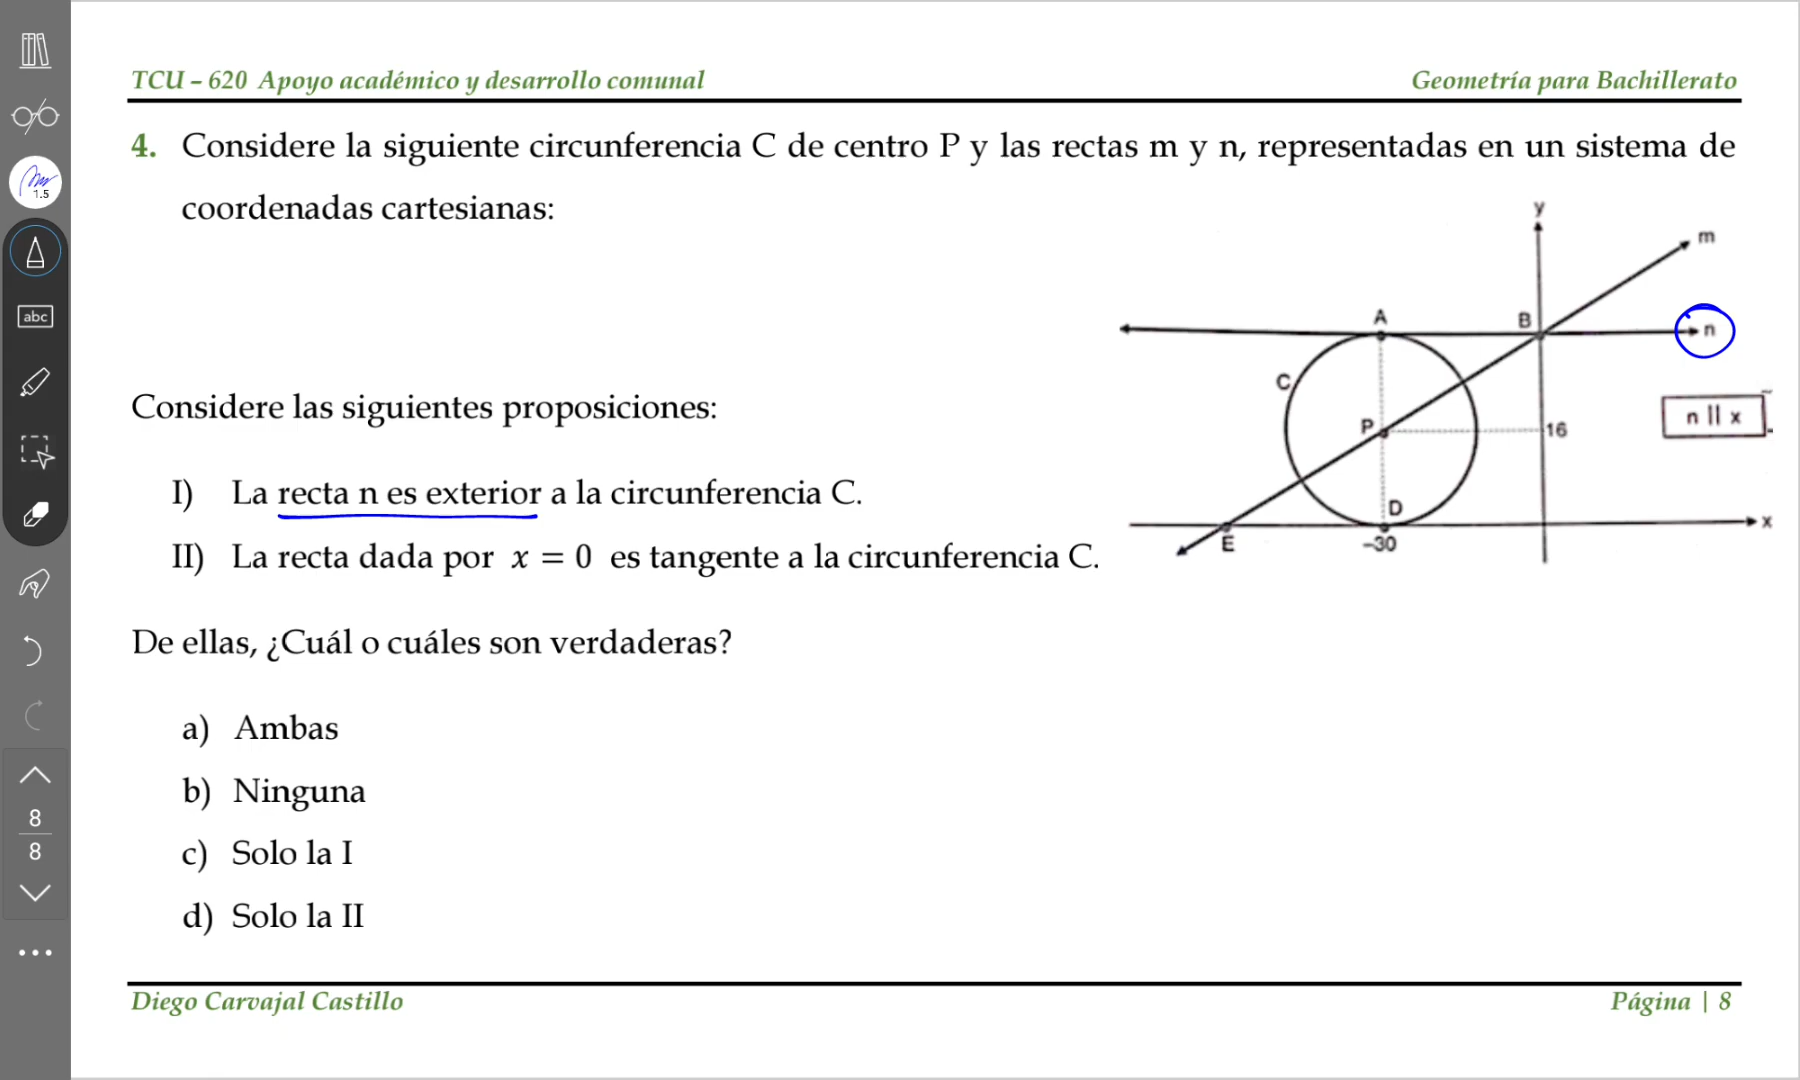 TCU – 620 Apoyo académico y desarrollo comunal
Geometría para Bachillerato
4. Considere la siguiente circunferencia C de centro P y las rectas m y n, representadas en un sistema de
coordenadas cartesianas:
y
m
A
B
n
C
n || x
P
16
D
x
E
-30
Considere las siguientes proposiciones:
I) La recta n es exterior a la circunferencia C.
II) La recta dada por x = 0 es tangente a la circunferencia C.
De ellas, ¿Cuál o cuáles son verdaderas?
a) Ambas
b) Ninguna
c) Solo la I
d) Solo la II
Diego Carvajal Castillo
Página | 8
1.5
abc
8
8